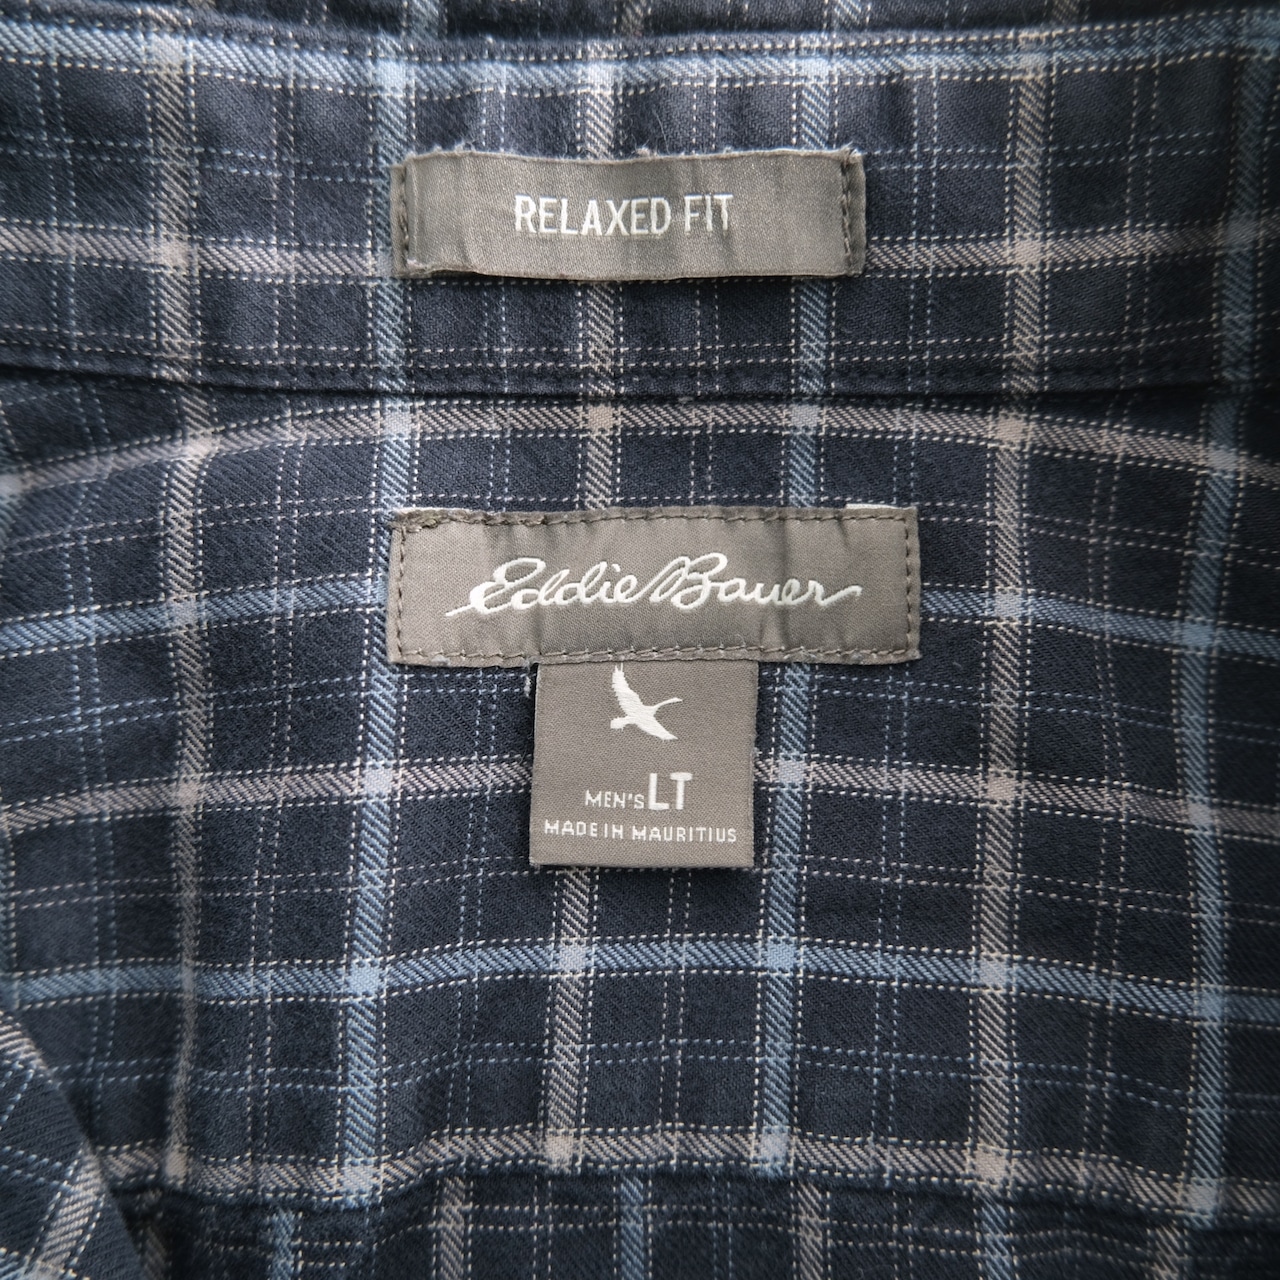 RELAXED FIT
Eddie Bauer
MEN'S LT
MADE IN MAURITIUS